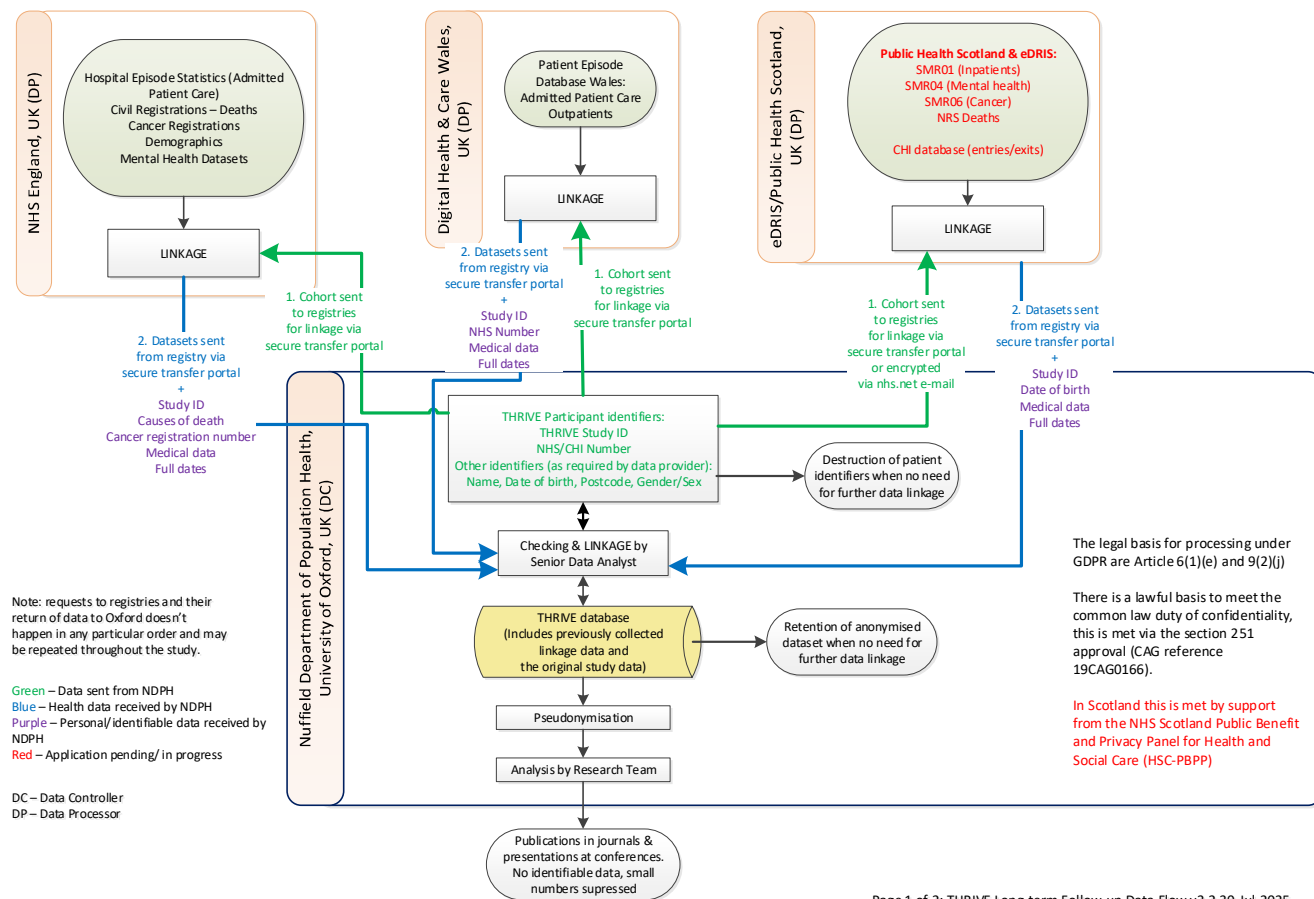 NHS England, UK (DP)
Hospital Episode Statistics (Admitted
Patient Care)
Civil Registrations – Deaths
Cancer Registrations
Demographics
Mental Health Datasets
LINKAGE
Digital Health & Care Wales,
UK (DP)
Patient Episode
Database Wales:
Admitted Patient Care
Outpatients
LINKAGE
eDRIS/Public Health Scotland,
UK (DP)
Public Health Scotland & eDRIS:
SMR01 (Inpatients)
SMR04 (Mental health)
SMR06 (Cancer)
NRS Deaths
CHI database (entries/exits)
LINKAGE
2. Datasets sent
from registry via
secure transfer portal
+
Study ID
Causes of death
Cancer registration number
Medical data
Full dates
1. Cohort sent
to registries
for linkage via
secure transfer portal
2. Datasets sent
from registry via
secure transfer portal
+
Study ID
NHS Number
Medical data
Full dates
1. Cohort sent
to registries
for linkage via
secure transfer portal
1. Cohort sent
to registries
for linkage via
secure transfer portal
or encrypted
via nhs.net e-mail
2. Datasets sent
from registry via
secure transfer portal
+
Study ID
Date of birth
Medical data
Full dates
Nuffield Department of Population Health,
University of Oxford, UK (DC)
THRIVE Participant identifiers:
THRIVE Study ID
NHS/CHI Number
Other identifiers (as required by data provider):
Name, Date of birth, Postcode, Gender/Sex
Destruction of patient
identifiers when no need
for further data linkage
Checking & LINKAGE by
Senior Data Analyst
THRIVE database
(Includes previously collected
linkage data and
the original study data)
Retention of anonymised
dataset when no need for
further data linkage
Pseudonymisation
Analysis by Research Team
Publications in journals &
presentations at conferences.
No identifiable data, small
numbers supressed
The legal basis for processing under
GDPR are Article 6(1)(e) and 9(2)(j)
There is a lawful basis to meet the
common law duty of confidentiality,
this is met via the section 251
approval (CAG reference
19CAG0166).
In Scotland this is met by support
from the NHS Scotland Public Benefit
and Privacy Panel for Health and
Social Care (HSC-PBPP)
Note: requests to registries and their
return of data to Oxford doesn't
happen in any particular order and may
be repeated throughout the study.
Green – Data sent from NDPH
Blue – Health data received by NDPH
Purple – Personal/identifiable data received by
NDPH
Red – Application pending/ in progress
DC – Data Controller
DP – Data Processor